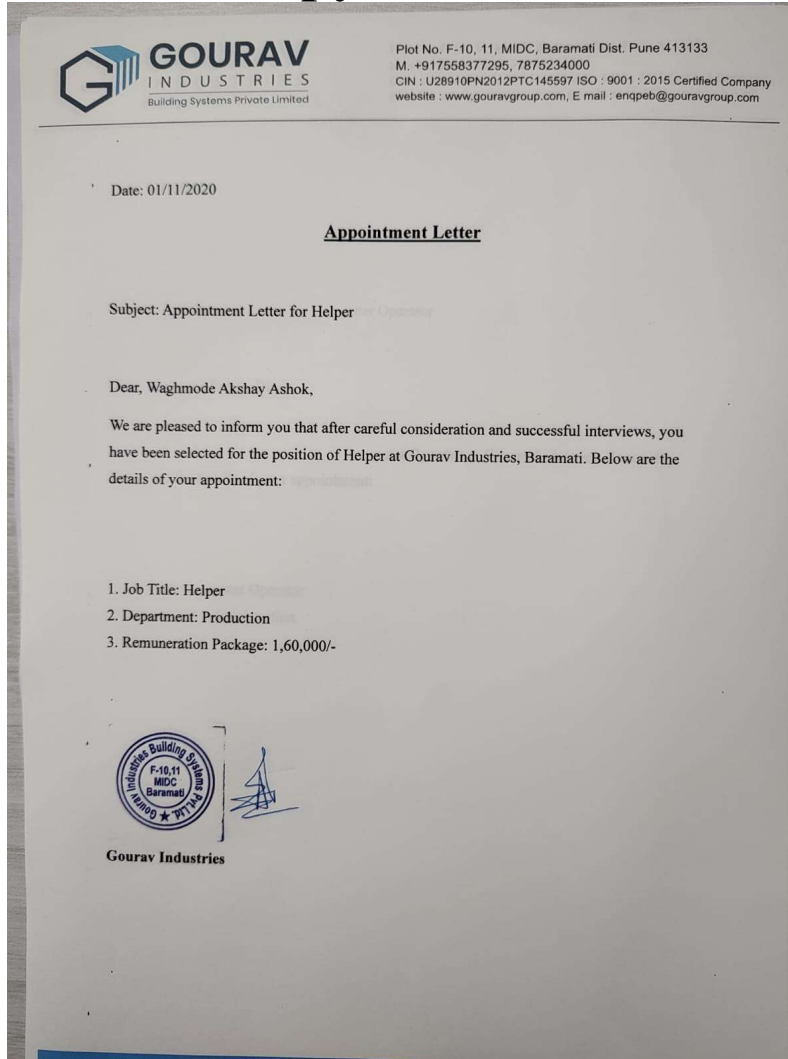 GOURAV
INDUSTRIES
Building Systems Private Limited
Plot No. F-10, 11, MIDC, Baramati Dist. Pune 413133
M. +917558377295, 7875234000
CIN : U28910PN2012PTC145597 ISO : 9001 : 2015 Certified Company
website : www.gouravgroup.com, E mail : enqpeb@gouravgroup.com
Date: 01/11/2020
Appointment Letter
Subject: Appointment Letter for Helper
Dear, Waghmode Akshay Ashok,
We are pleased to inform you that after careful consideration and successful interviews, you
have been selected for the position of Helper at Gourav Industries, Baramati. Below are the
details of your appointment:
1. Job Title: Helper
2. Department: Production
3. Remuneration Package: 1,60,000/-
Gourav Industries Building Systems Pvt.Ltd. ★
F-10,11
MIDC
Baramati
Gourav Industries